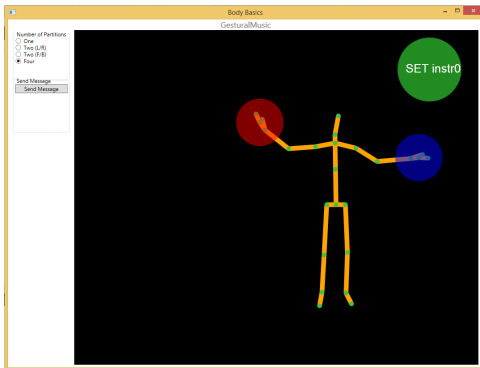 Body Basics
GesturalMusic
Number of Partitions
One
Two (L/R)
Two (F/B)
Four
Send Message
Send Message
SET instr0